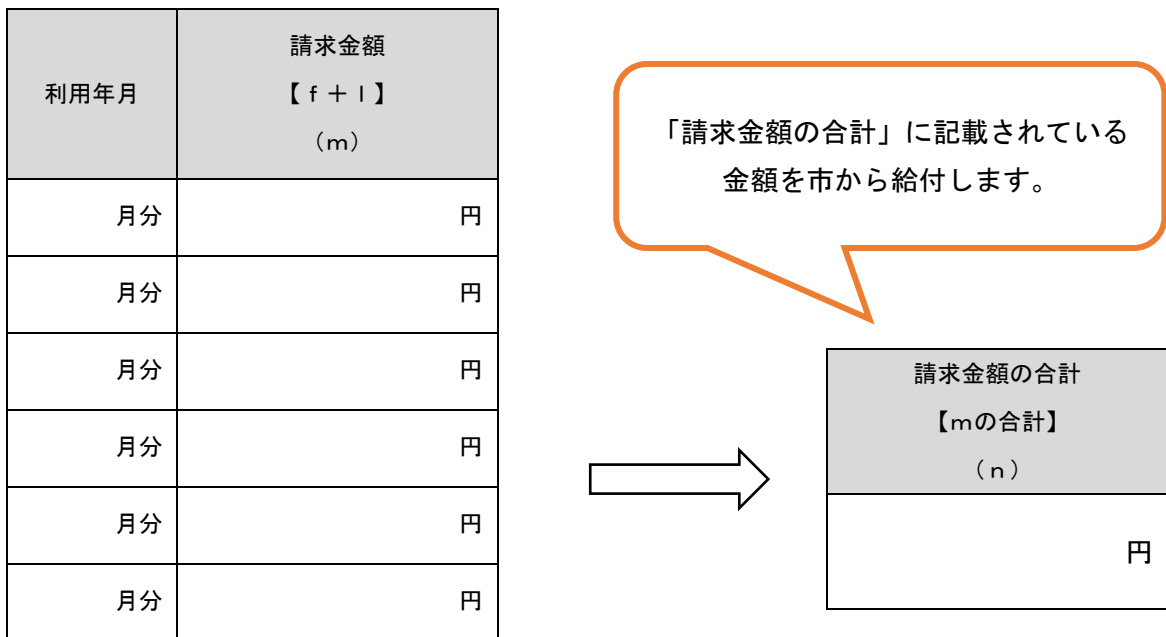 利用年月
請求金額
【ｆ＋ｌ】
（ｍ）
月分 円
月分 円
月分 円
月分 円
月分 円
月分 円
「請求金額の合計」に記載されている
金額を市から給付します。
請求金額の合計
【ｍの合計】
（ｎ）
円